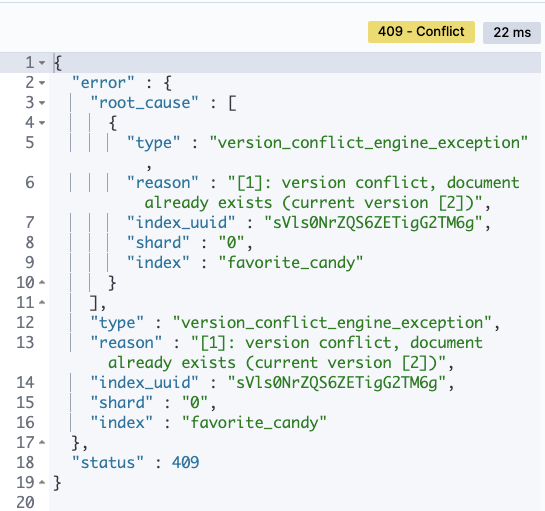 409 - Conflict 22 ms
1 {
2 "error" : {
3 "root_cause" : [
4 {
5 "type" : "version_conflict_engine_exception"
,
6 "reason" : "[1]: version conflict, document
already exists (current version [2])",
7 "index_uuid" : "sVls0NrZQS6ZETigG2TM6g",
8 "shard" : "0",
9 "index" : "favorite_candy"
10 }
11 ],
12 "type" : "version_conflict_engine_exception",
13 "reason" : "[1]: version conflict, document
already exists (current version [2])",
14 "index_uuid" : "sVls0NrZQS6ZETigG2TM6g",
15 "shard" : "0",
16 "index" : "favorite_candy"
17 },
18 "status" : 409
19 }
20